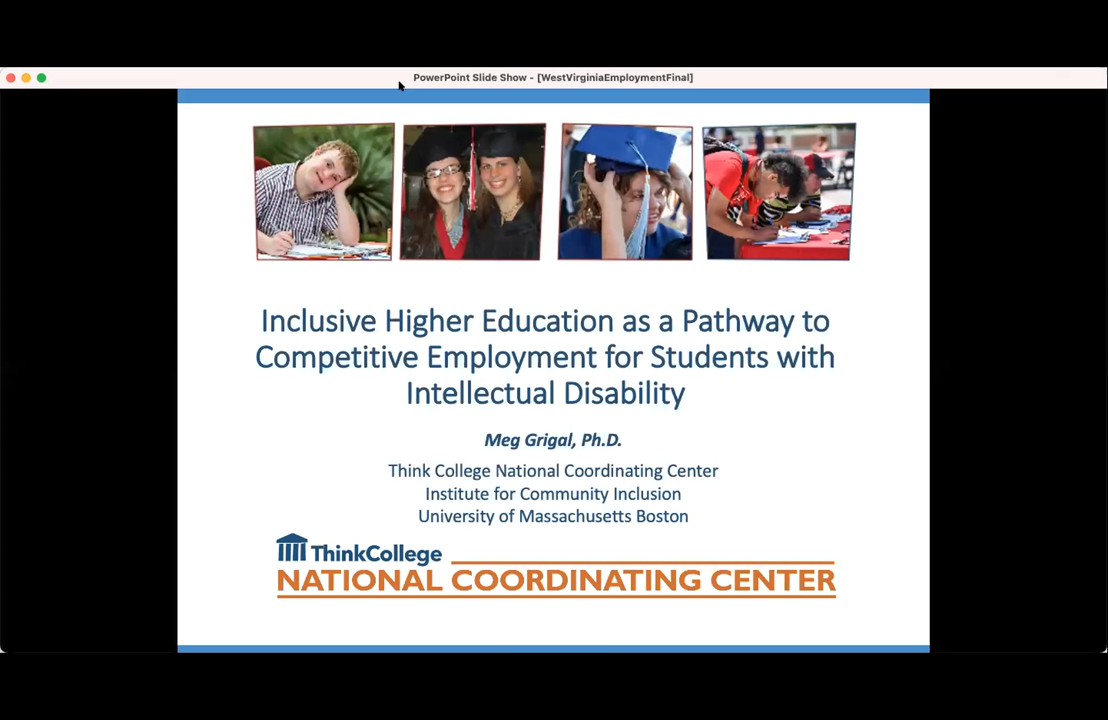 PowerPoint Slide Show - [WestVirginiaEmploymentFinal]
Inclusive Higher Education as a Pathway to
Competitive Employment for Students with
Intellectual Disability
Meg Grigal, Ph.D.
Think College National Coordinating Center
Institute for Community Inclusion
University of Massachusetts Boston
ThinkCollege
NATIONAL COORDINATING CENTER